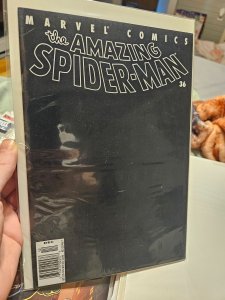 MARVEL COMICS
the AMAZING
SPIDER-MAN
36